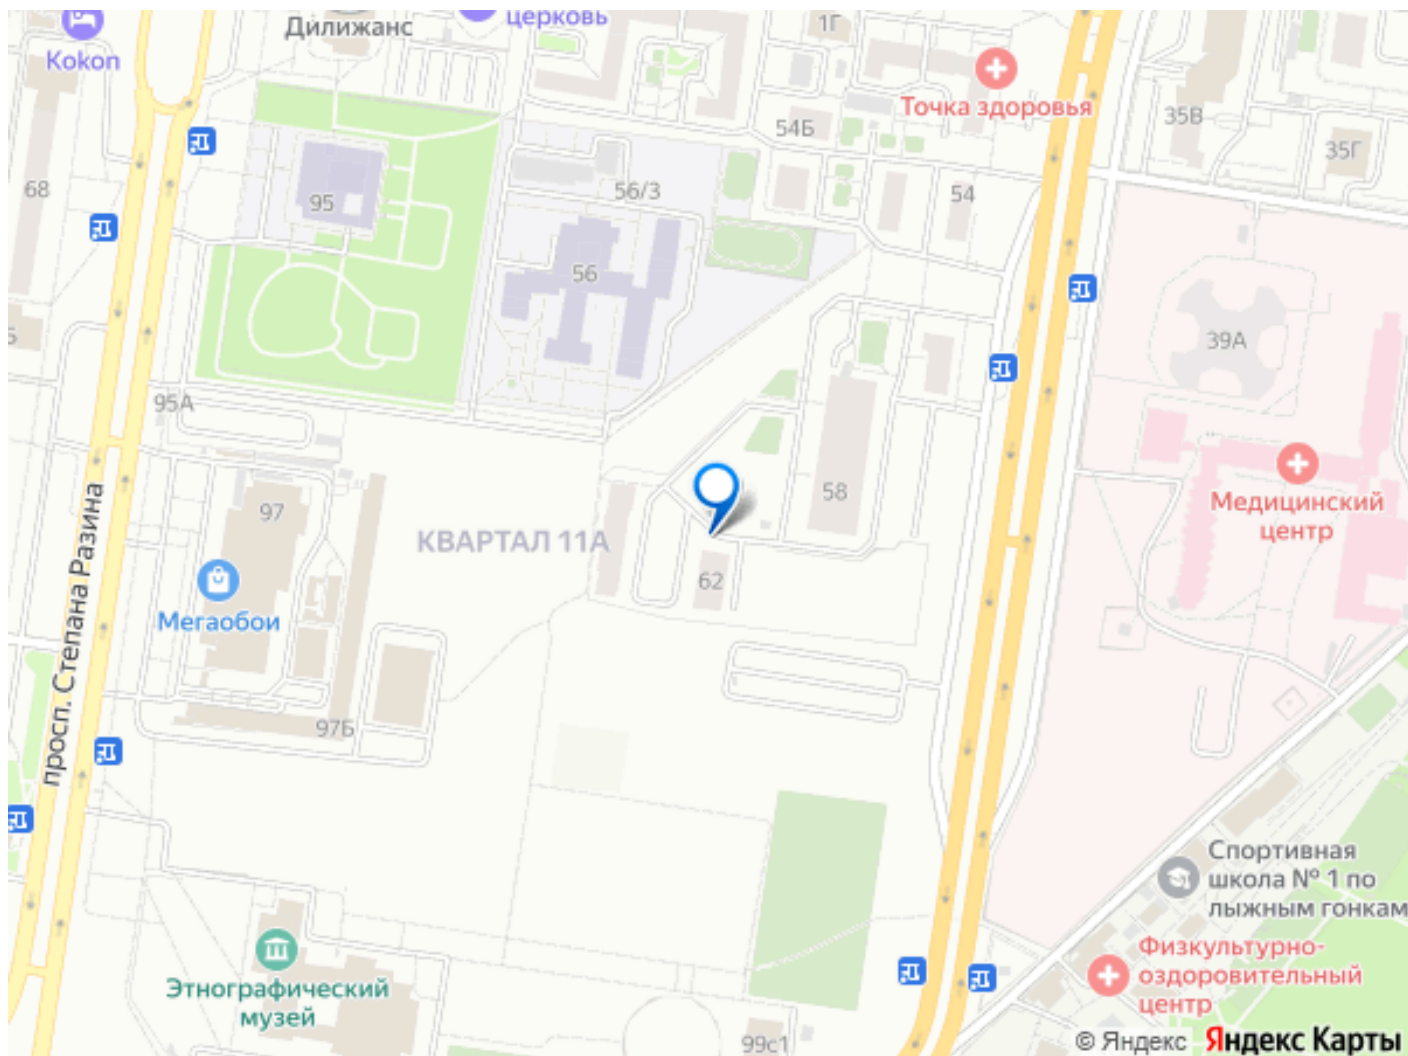 Дилижанс
церковь
1Г
Kokon
Точка здоровья
54Б
35В
35Г
68
95
56/3
54
56
39А
95А
58
97
Медицинский
центр
КВАРТАЛ 11А
62
Мегаобои
просп. Степана Разина
97Б
Спортивная
школа № 1 по
лыжным гонкам
Физкультурно-
оздоровительный
центр
Этнографический
музей
99с1
© Яндекс Яндекс Карты